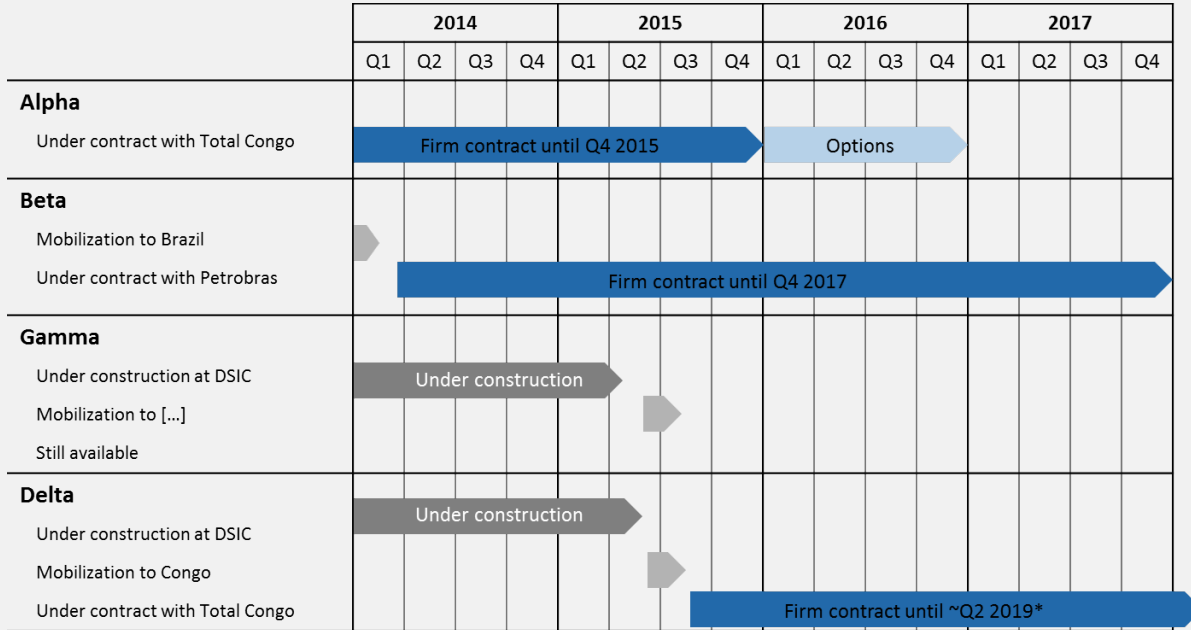 2014 2015 2016 2017
Q1 Q2 Q3 Q4 Q1 Q2 Q3 Q4 Q1 Q2 Q3 Q4 Q1 Q2 Q3 Q4
Alpha
Under contract with Total Congo Firm contract until Q4 2015 Options
Beta
Mobilization to Brazil
Under contract with Petrobras Firm contract until Q4 2017
Gamma
Under construction at DSIC Under construction
Mobilization to [...]
Still available
Delta
Under construction at DSIC Under construction
Mobilization to Congo
Under contract with Total Congo Firm contract until ~Q2 2019*